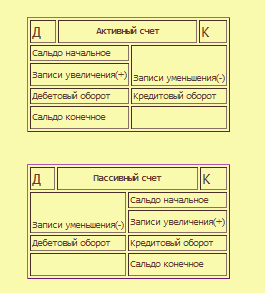 Д Активный счет К
Сальдо начальное
Записи увеличения(+)
Записи уменьшения(-)
Дебетовый оборот Кредитовый оборот
Сальдо конечное
Д Пассивный счет К
Сальдо начальное
Записи увеличения(+)
Записи уменьшения(-)
Дебетовый оборот Кредитовый оборот
Сальдо конечное